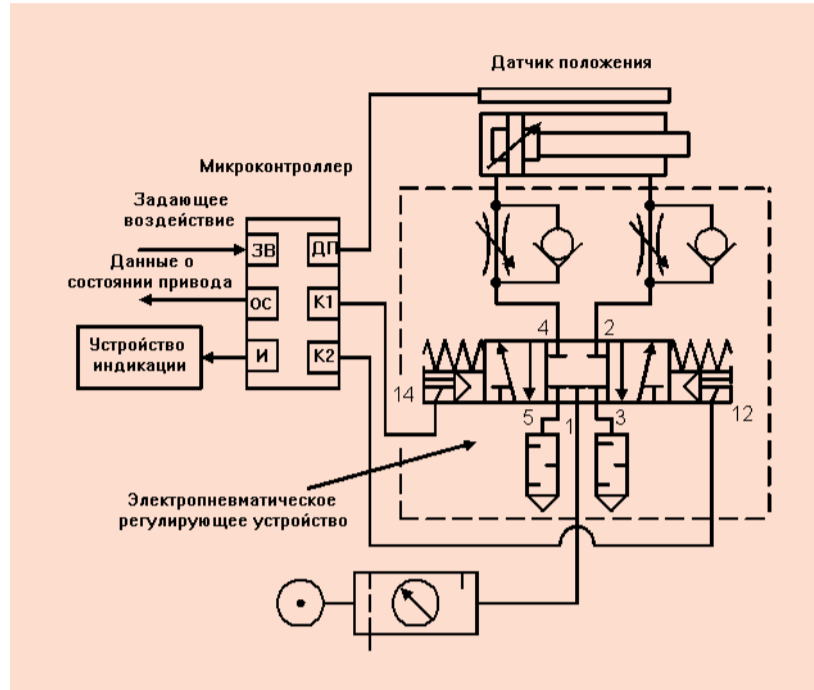 Датчик положения
Микроконтроллер
Задающее
воздействие
ЗВ
ДП
Данные о
состоянии привода
ОС
К1
Устройство
индикации
И
К2
4
2
14
12
5
1
3
Электропневматическое
регулирующее устройство